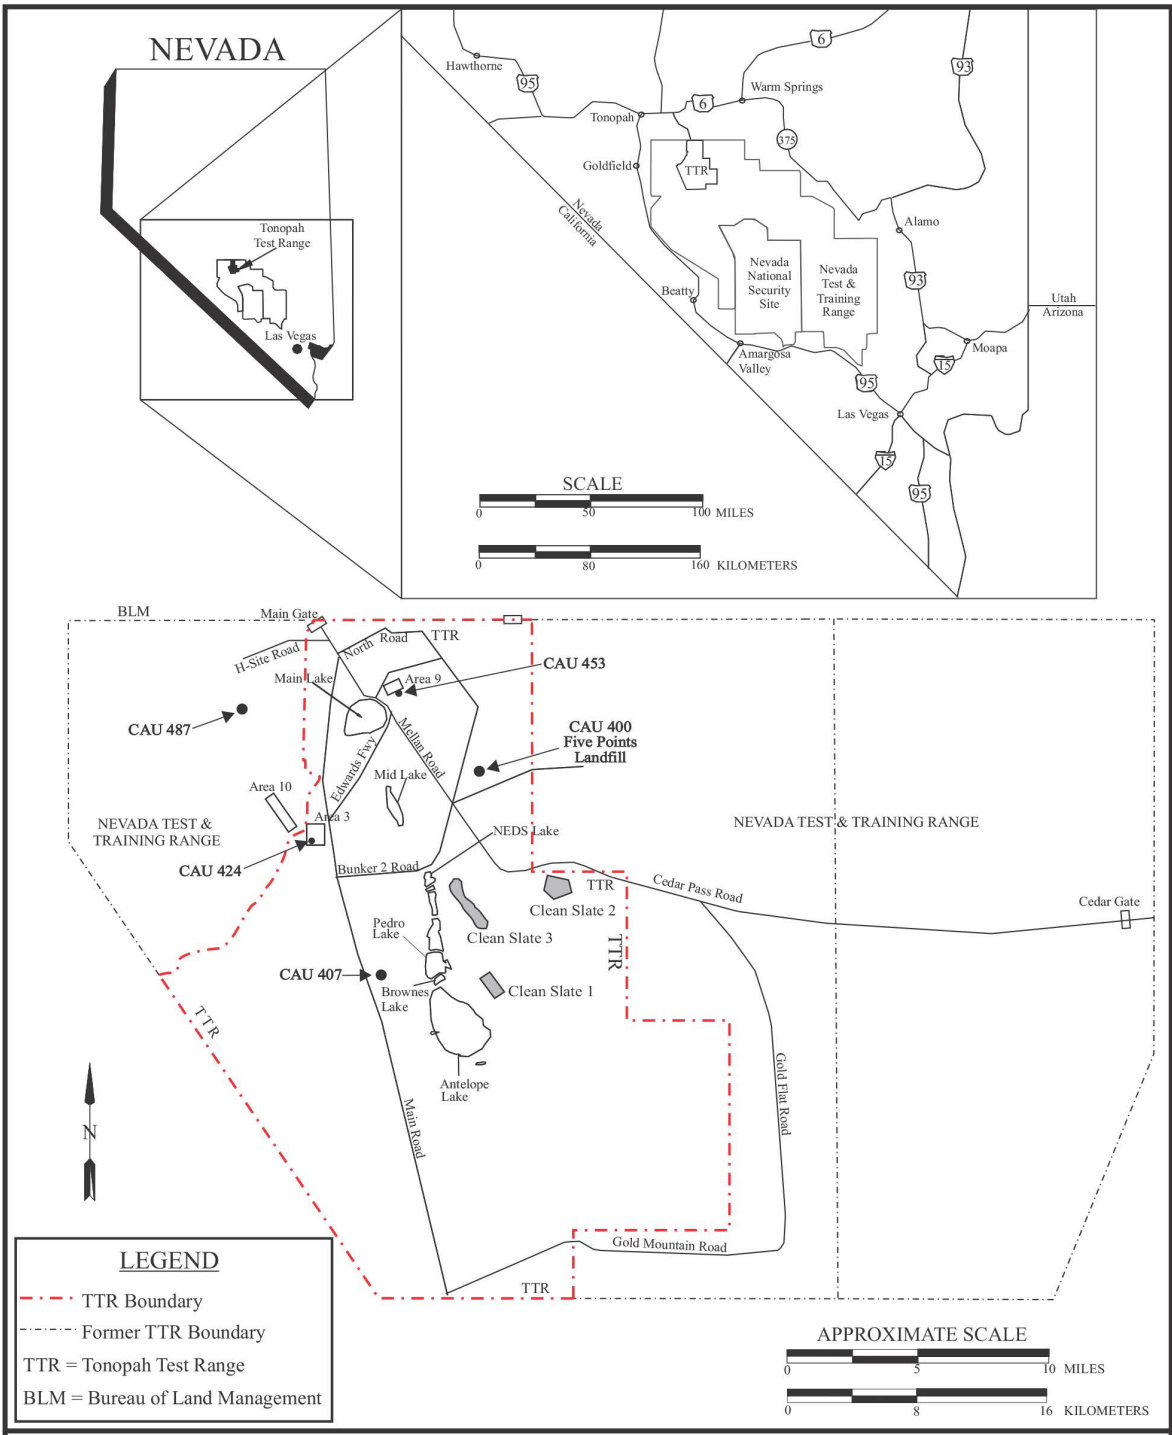 NEVADA
Tonopah
Test Range
Las Vegas
Hawthorne
95
6
93
Warm Springs
Tonopah
6
375
Goldfield
TTR
Nevada
California
Alamo
Nevada
National
Security
Site
Nevada
Test &
Training
Range
93
Beatty
Utah
Arizona
Amargosa
Valley
Moapa
15
95
Las Vegas
15
95
SCALE
0 50 100 MILES
0 80 160 KILOMETERS
BLM
Main Gate
North Road
TTR
H-Site Road
CAU 453
Area 9
Main Lake
CAU 487
Mellan Road
CAU 400
Five Points
Landfill
Edwards Fwy
Mid Lake
Area 10
Area 3
NEVADA TEST &
TRAINING RANGE
NEVADA TEST & TRAINING RANGE
NEDS Lake
CAU 424
Bunker 2 Road
TTR
Cedar Pass Road
Cedar Gate
Clean Slate 2
Pedro
Lake
Clean Slate 3
TTR
CAU 407
Brownes
Lake
Clean Slate 1
TTR
Antelope
Lake
Gold Flat Road
Main Road
N
Gold Mountain Road
TTR
LEGEND
TTR Boundary
Former TTR Boundary
TTR = Tonopah Test Range
BLM = Bureau of Land Management
APPROXIMATE SCALE
0 5 10 MILES
0 8 16 KILOMETERS